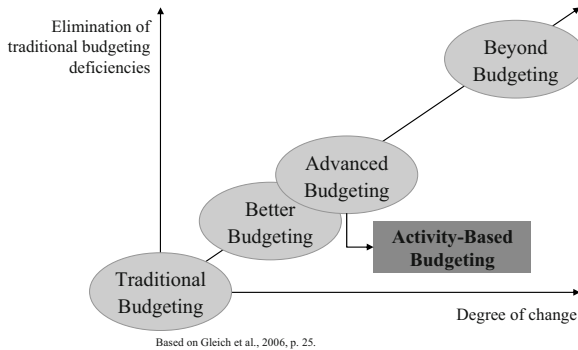 Elimination of
traditional budgeting
deficiencies
Beyond
Budgeting
Advanced
Budgeting
Better
Budgeting
Activity-Based
Budgeting
Traditional
Budgeting
Degree of change
Based on Gleich et al., 2006, p. 25.